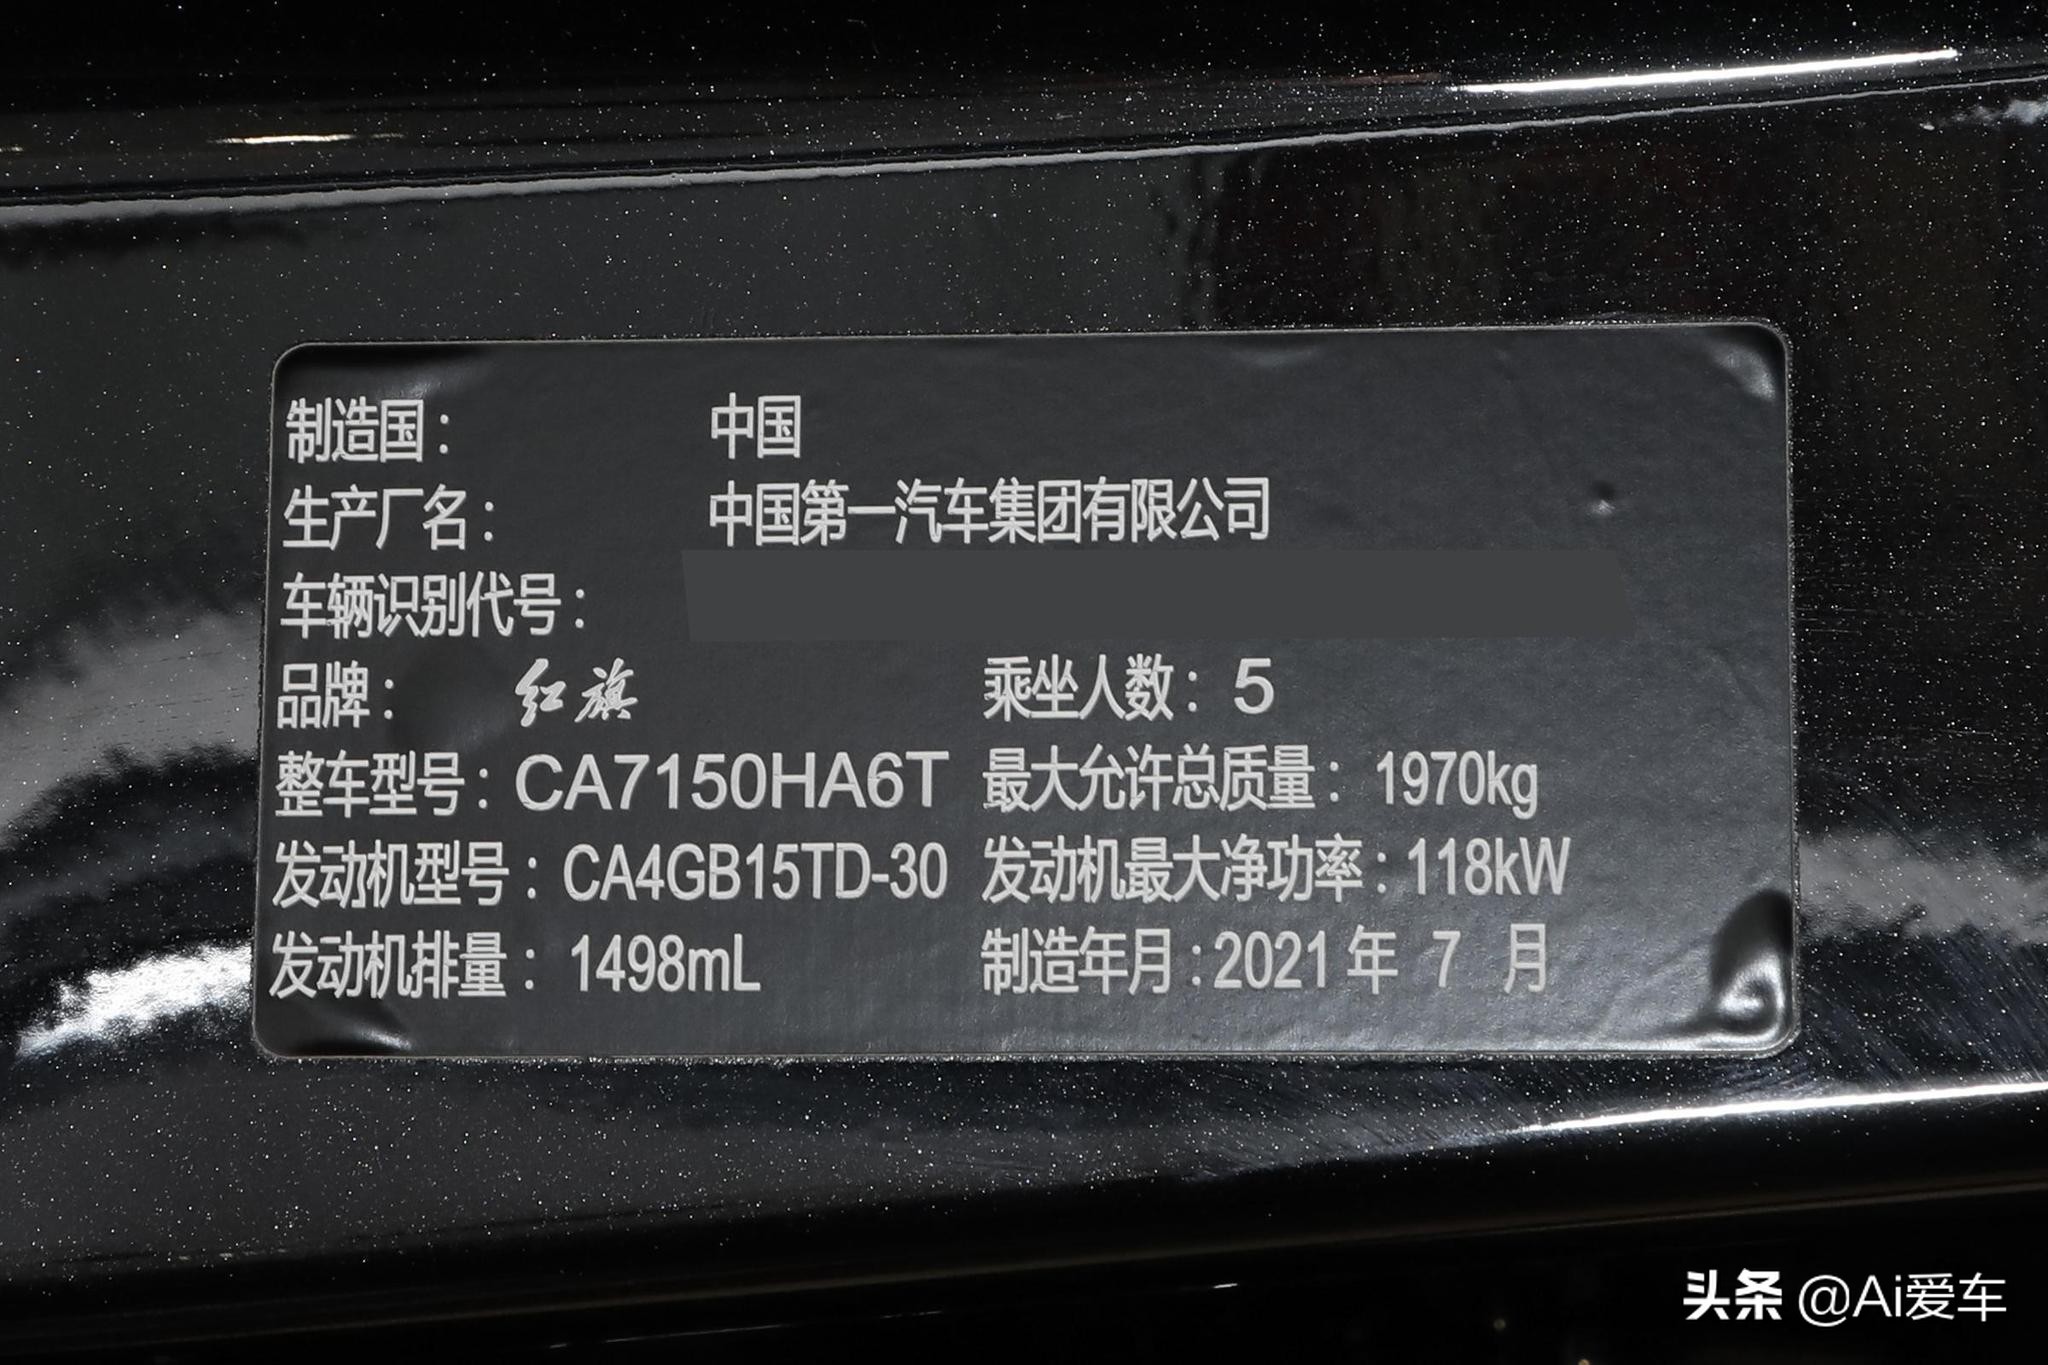 制造国： 中国
生产厂名： 中国第一汽车集团有限公司
车辆识别代号：
品牌： 红旗 乘坐人数：5
整车型号：CA7150HA6T 最大允许总质量：1970kg
发动机型号：CA4GB15TD-30 发动机最大净功率：118kW
发动机排量：1498mL 制造年月：2021年 7 月
头条 @Ai爱车